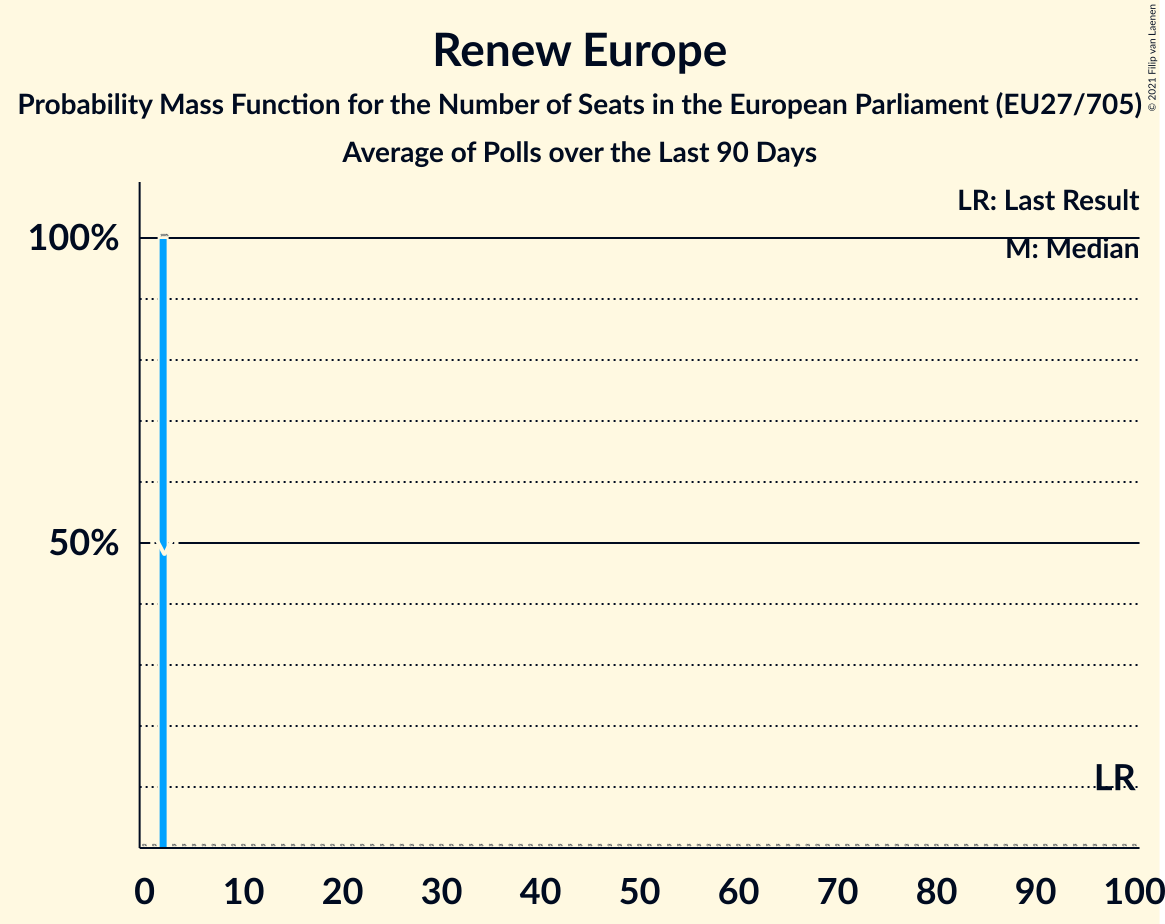 Renew Europe
Probability Mass Function for the Number of Seats in the European Parliament (EU27/705)
Average of Polls over the Last 90 Days
© 2021 Filip van Laenen
LR: Last Result
M: Median
100%
50%
M
LR
0 10 20 30 40 50 60 70 80 90 100